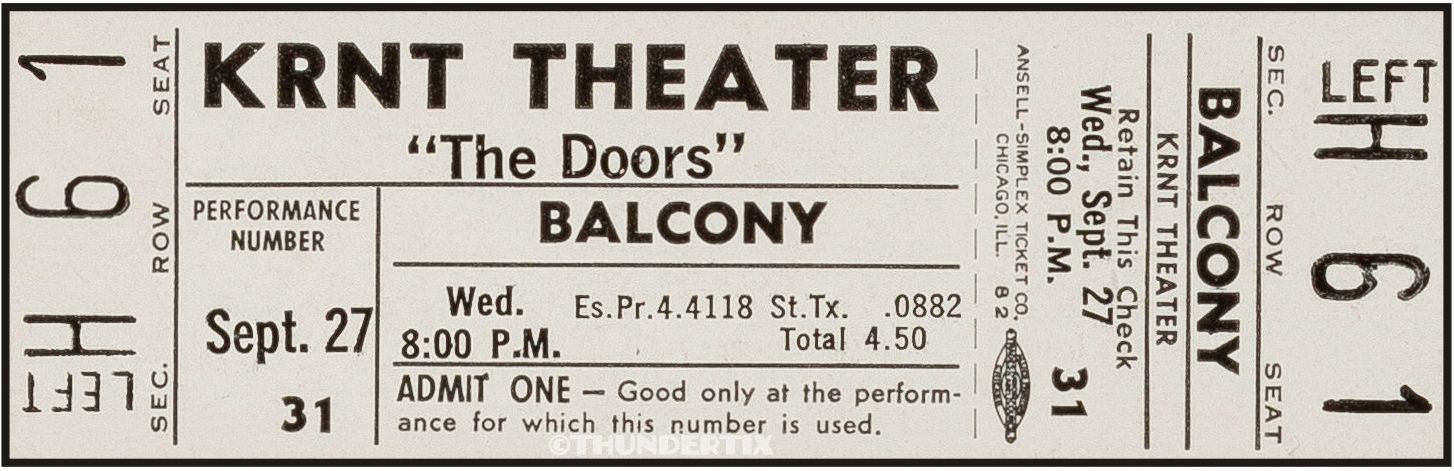 LEFT H 6 1
SEC. ROW SEAT
KRNT THEATER
“The Doors”
PERFORMANCE
NUMBER
Sept. 27
31
BALCONY
Wed.
8:00 P.M.
Es.Pr.4.4118 St.Tx. .0882
Total 4.50
ADMIT ONE — Good only at the perform-
ance for which this number is used.
©THUNDERTIX
ANSELL-SIMPLEX TICKET CO,
CHICAGO, ILL. 82
Retain This Check
Wed., Sept. 27
8:00 P.M. 31
KRNT THEATER
BALCONY
SEC. ROW SEAT
LEFT
H 6 1